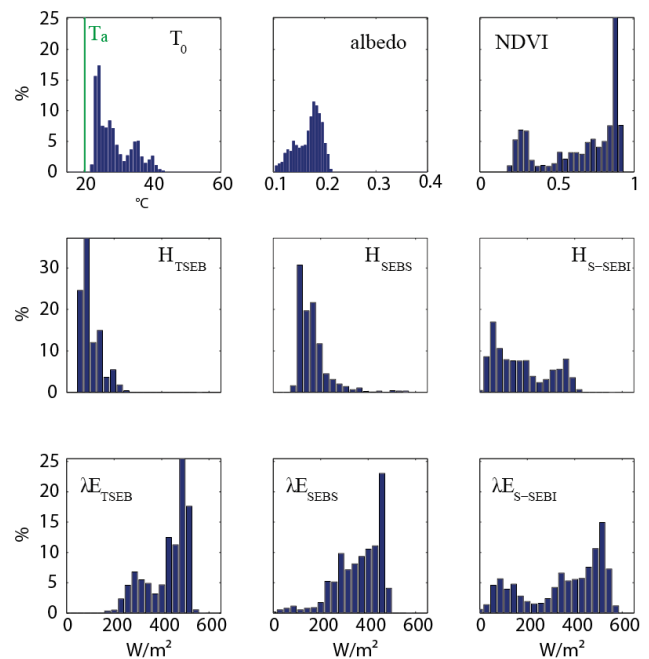 25
20
15
10
5
0
%
Ta
T0
20 40 60
°C
albedo
0.1 0.2 0.3 0.4
NDVI
0 0.5 1
30
20
10
0
%
HTSEB
HSEBS
HS-SEBI
25
20
15
10
5
0
%
λETSEB
0 200 400 600
W/m²
λESEBS
0 200 400 600
W/m²
λES-SEBI
0 200 400 600
W/m²